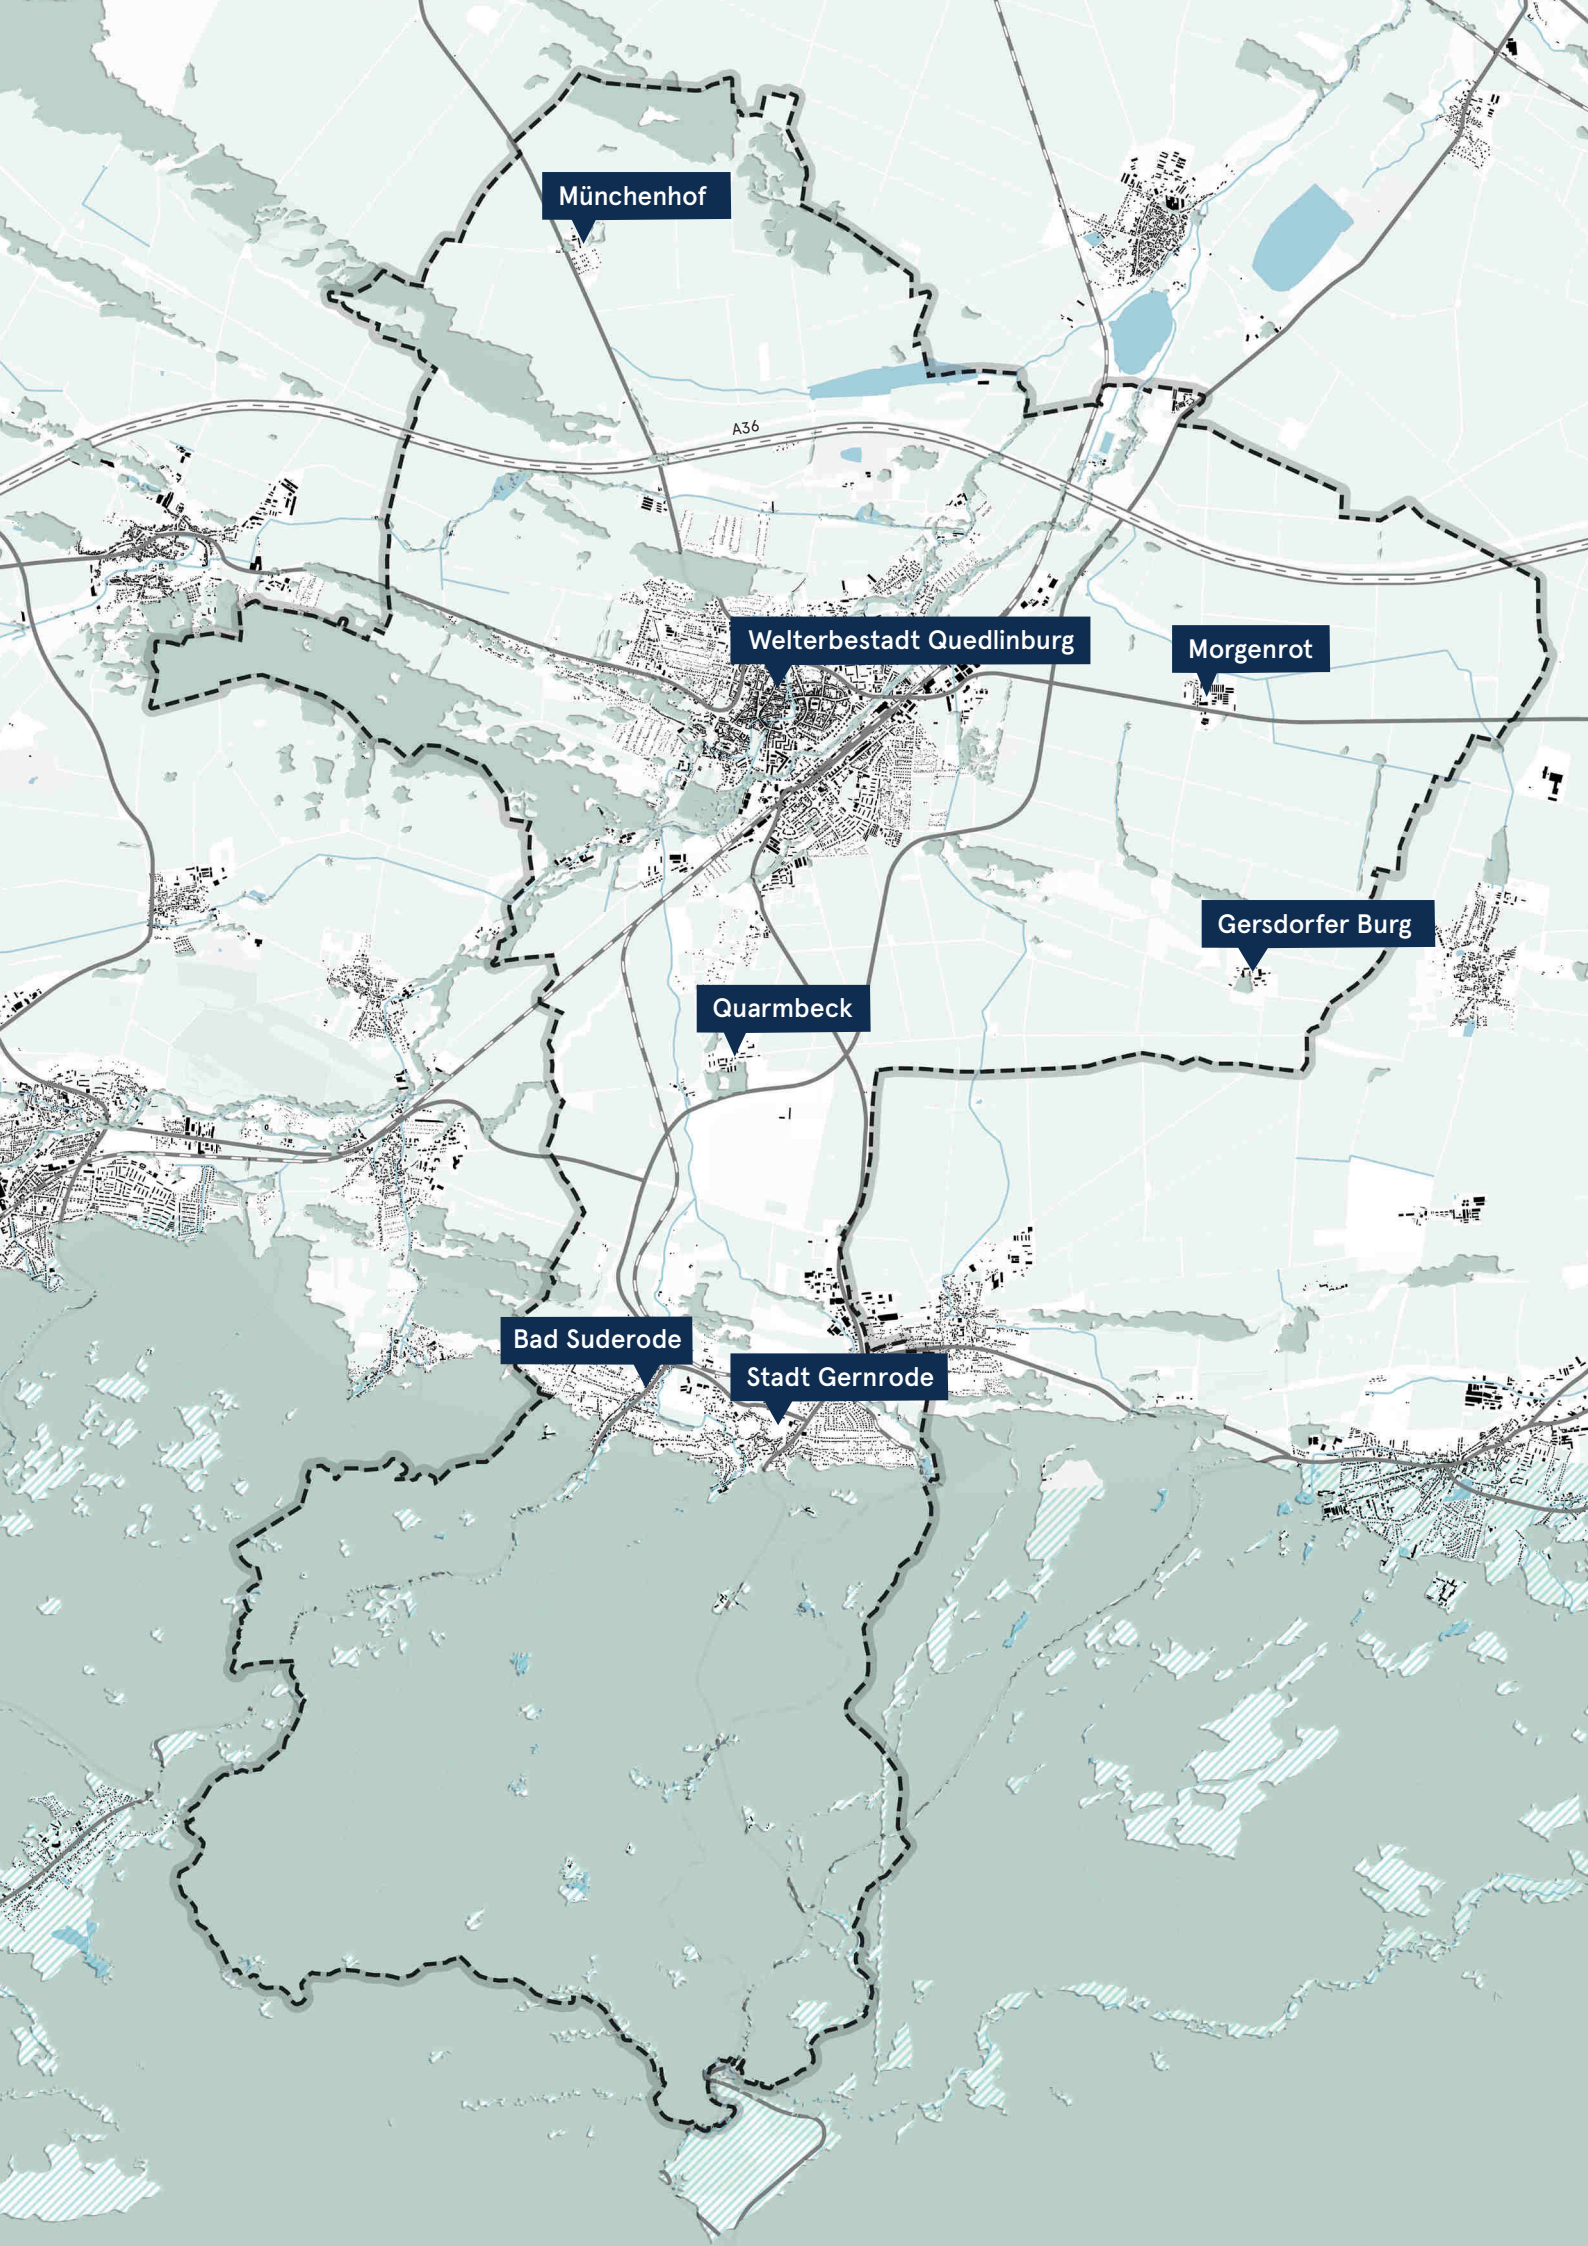 Münchenhof
A36
Welterbestadt Quedlinburg
Morgenrot
Gersdorfer Burg
Quarmbeck
Bad Suderode
Stadt Gernrode